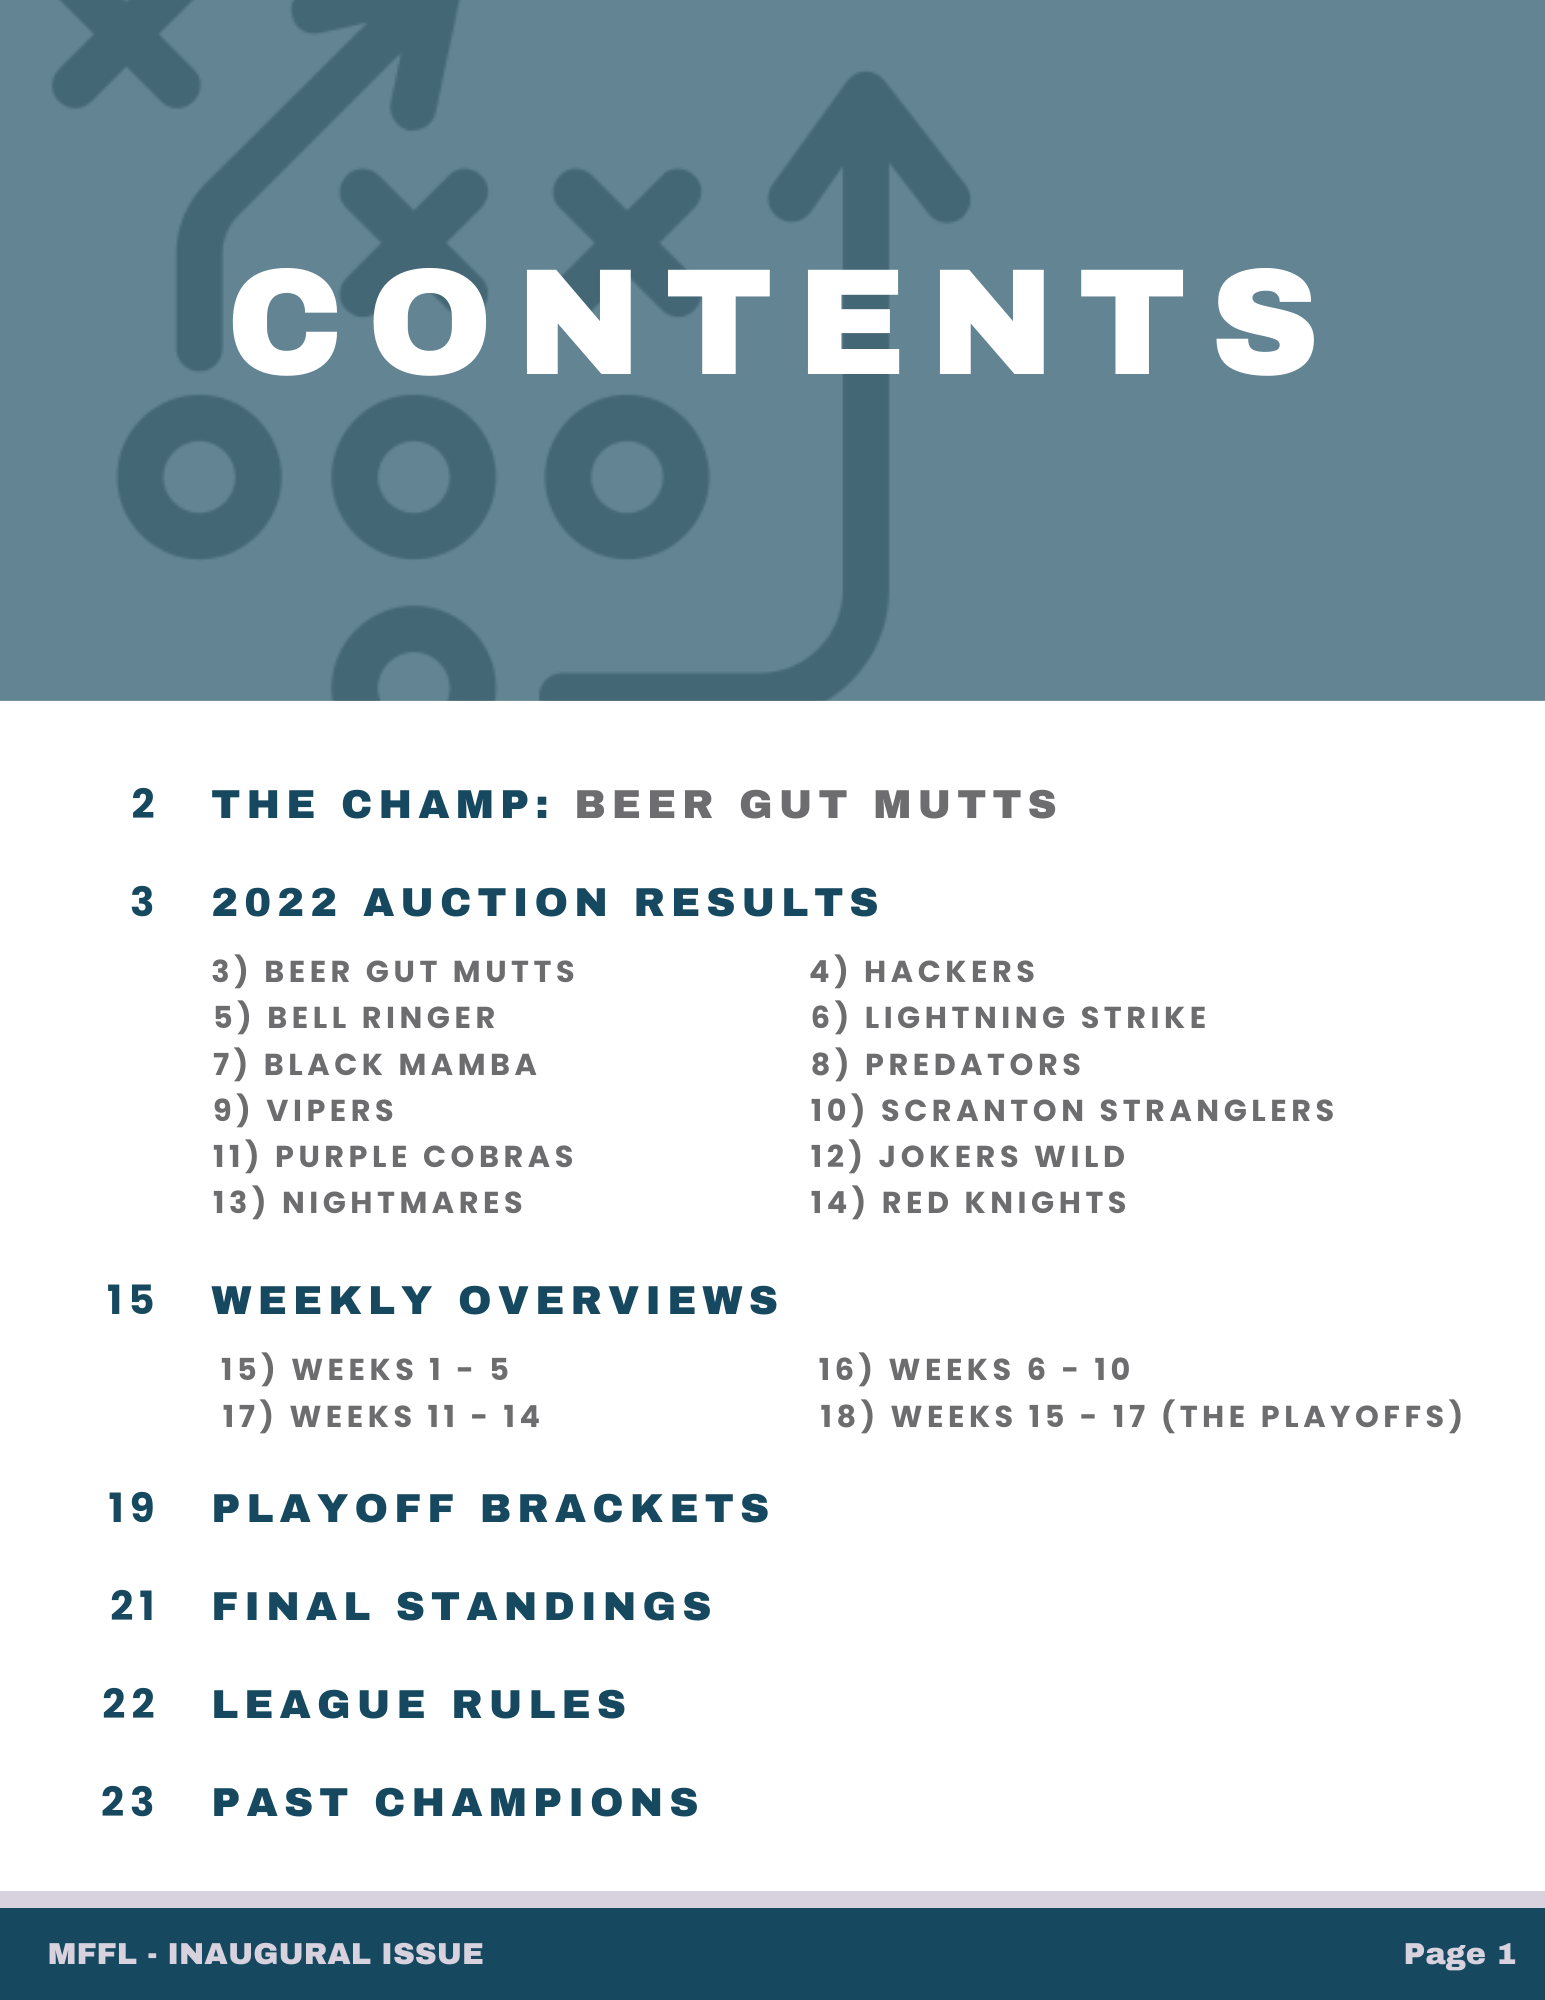 CONTENTS
2 THE CHAMP: BEER GUT MUTTS
3 2022 AUCTION RESULTS
3) BEER GUT MUTTS 4) HACKERS
5) BELL RINGER 6) LIGHTNING STRIKE
7) BLACK MAMBA 8) PREDATORS
9) VIPERS 10) SCRANTON STRANGLERS
11) PURPLE COBRAS 12) JOKERS WILD
13) NIGHTMARES 14) RED KNIGHTS
15 WEEKLY OVERVIEWS
15) WEEKS 1 - 5 16) WEEKS 6 - 10
17) WEEKS 11 - 14 18) WEEKS 15 - 17 (THE PLAYOFFS)
19 PLAYOFF BRACKETS
21 FINAL STANDINGS
22 LEAGUE RULES
23 PAST CHAMPIONS
MFFL - INAUGURAL ISSUE Page 1